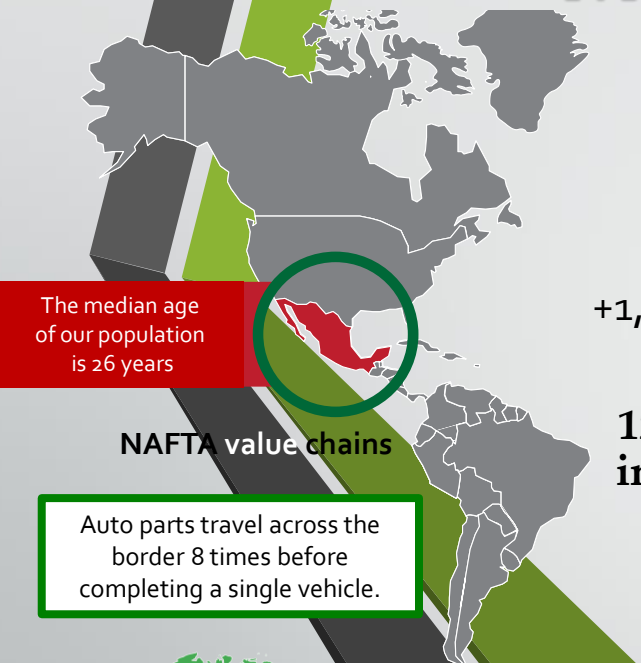 The median age
of our population
is 26 years
+1,
NAFTA value chains
Auto parts travel across the
border 8 times before
completing a single vehicle.